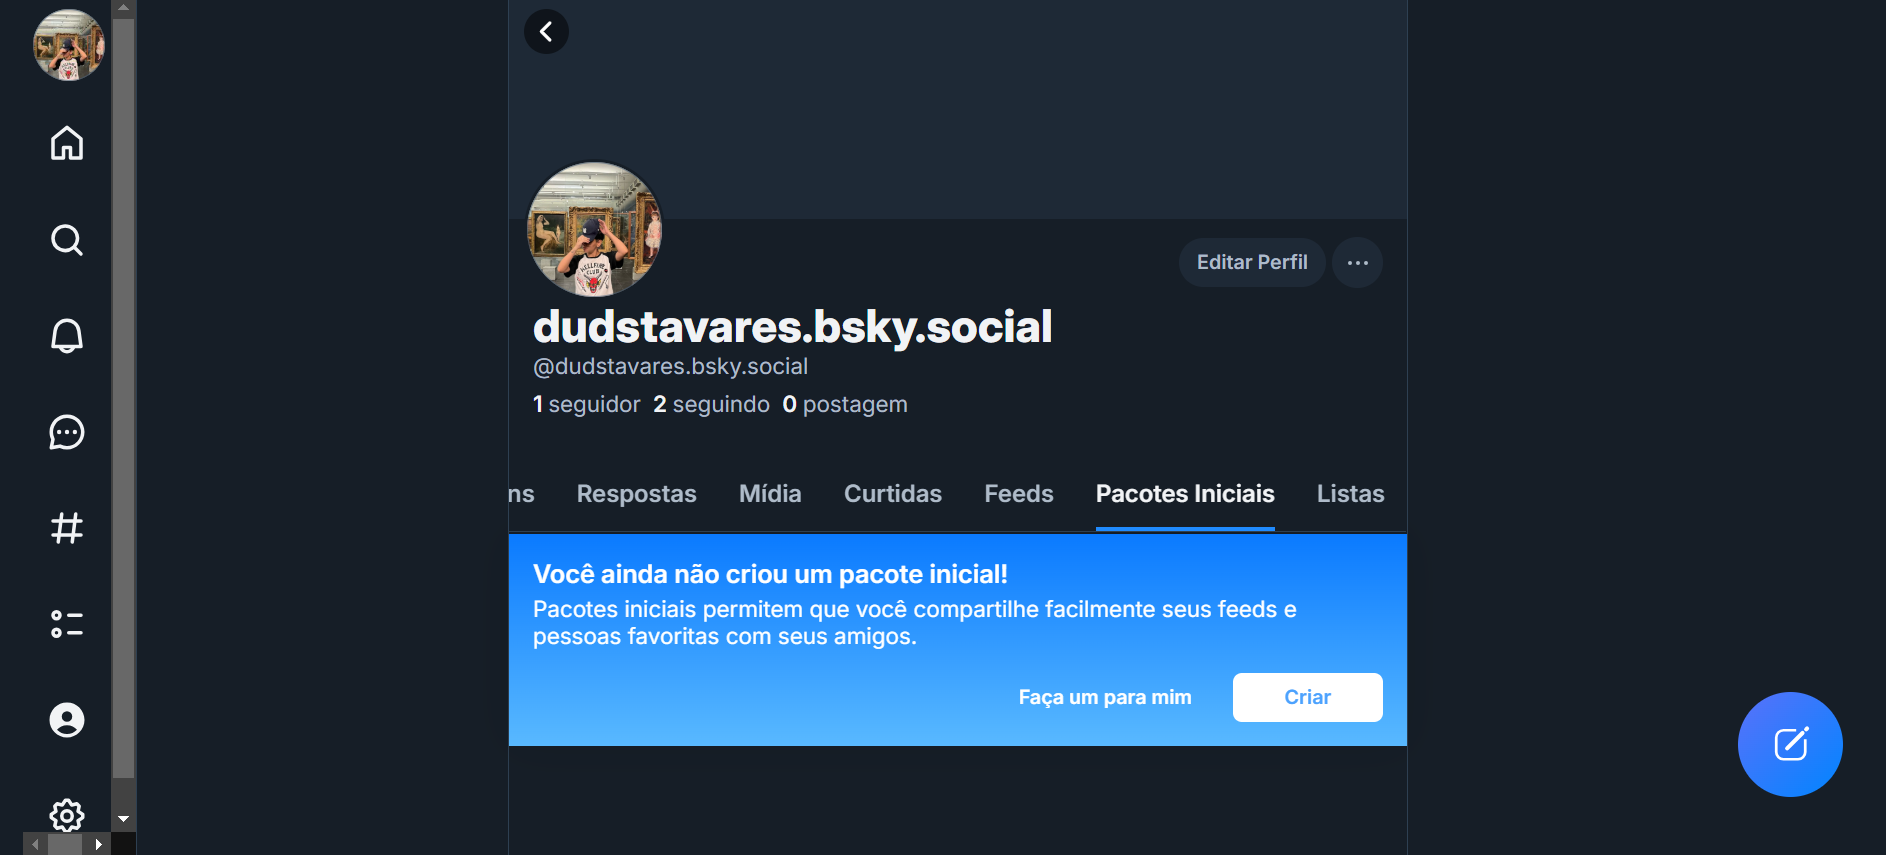 dudstavares.bsky.social
@dudstavares.bsky.social
1 seguidor 2 seguindo 0 postagem
Editar Perfil
ns Respostas Mídia Curtidas Feeds Pacotes Iniciais Listas
Você ainda não criou um pacote inicial!
Pacotes iniciais permitem que você compartilhe facilmente seus feeds e
pessoas favoritas com seus amigos.
Faça um para mim Criar
HELLFIRE
CLUB